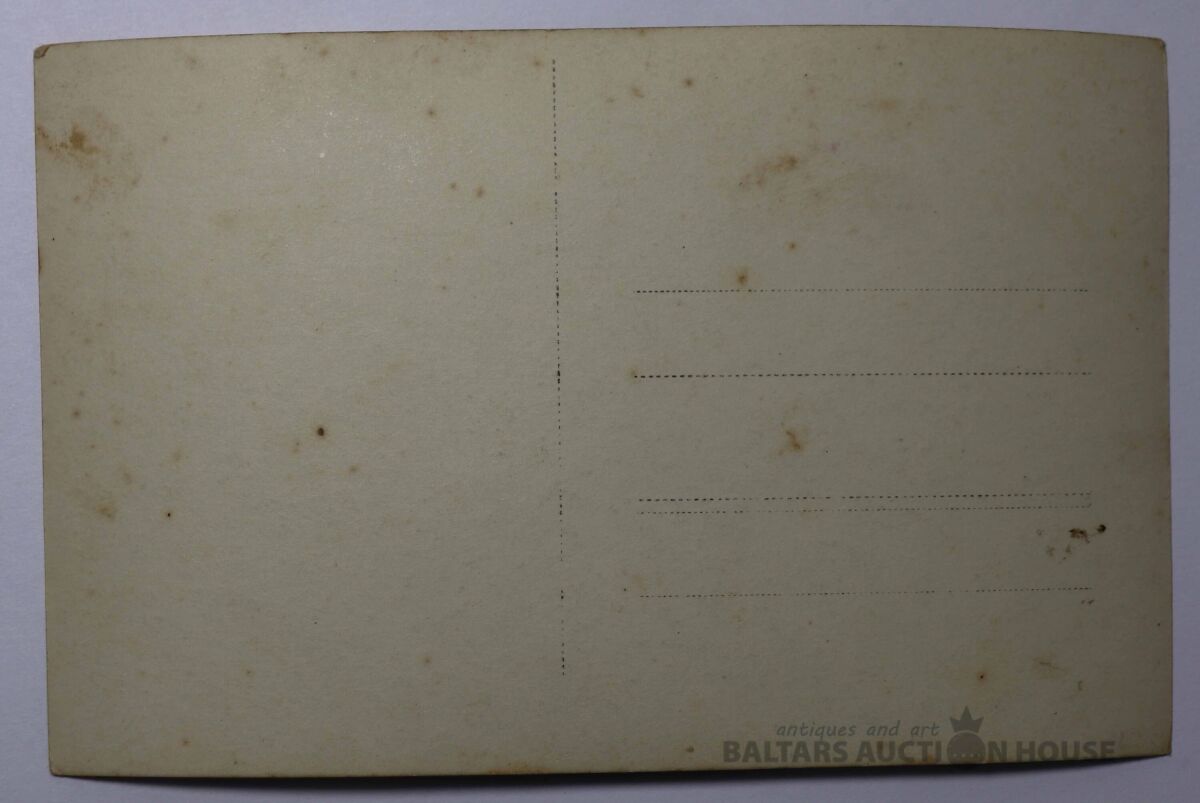 antiques and art
BALTARS AUCTION HOUSE